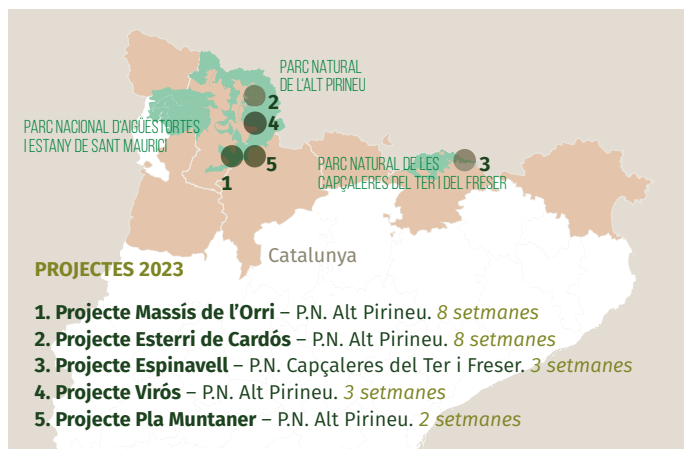 PARC NATURAL
DE L'ALT PIRINEU
2
4
PARC NACIONAL D'AIGÜESTORTES
I ESTANY DE SANT MAURICI
1
5
PARC NATURAL DE LES
CAPÇALERES DEL TER I DEL FRESER
3
Catalunya
PROJECTES 2023
1. Projecte Massís de l’Orri – P.N. Alt Pirineu. 8 setmanes
2. Projecte Esterri de Cardós – P.N. Alt Pirineu. 8 setmanes
3. Projecte Espinavell – P.N. Capçaleres del Ter i Freser. 3 setmanes
4. Projecte Virós – P.N. Alt Pirineu. 3 setmanes
5. Projecte Pla Muntaner – P.N. Alt Pirineu. 2 setmanes